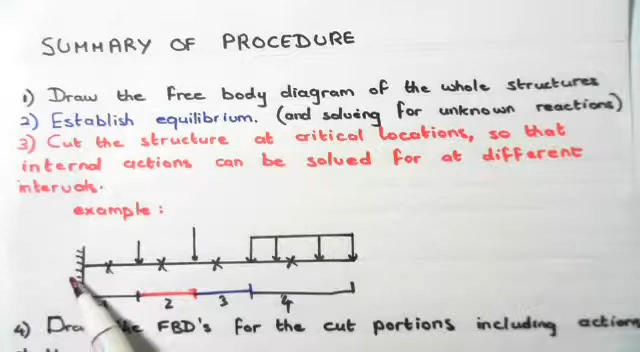 SUMMARY OF PROCEDURE
1) Draw the free body diagram of the whole structures
2) Establish equilibrium. (and solving for unknown reactions)
3) Cut the structure at critical locations, so that
internal actions can be solved for at different
intervals.
example :
2 3 4
4) the FBD's for the cut portions including actions